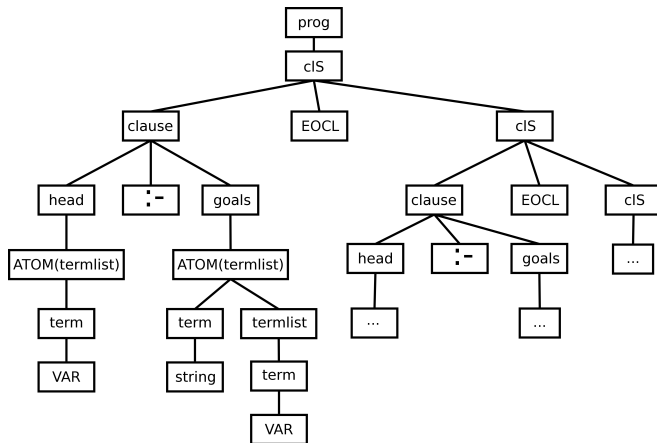 prog
clS
clause
EOCL
clS
head
:-
goals
clause
EOCL
clS
ATOM(termlist)
ATOM(termlist)
head
:-
goals
...
term
term
termlist
...
...
VAR
string
term
VAR